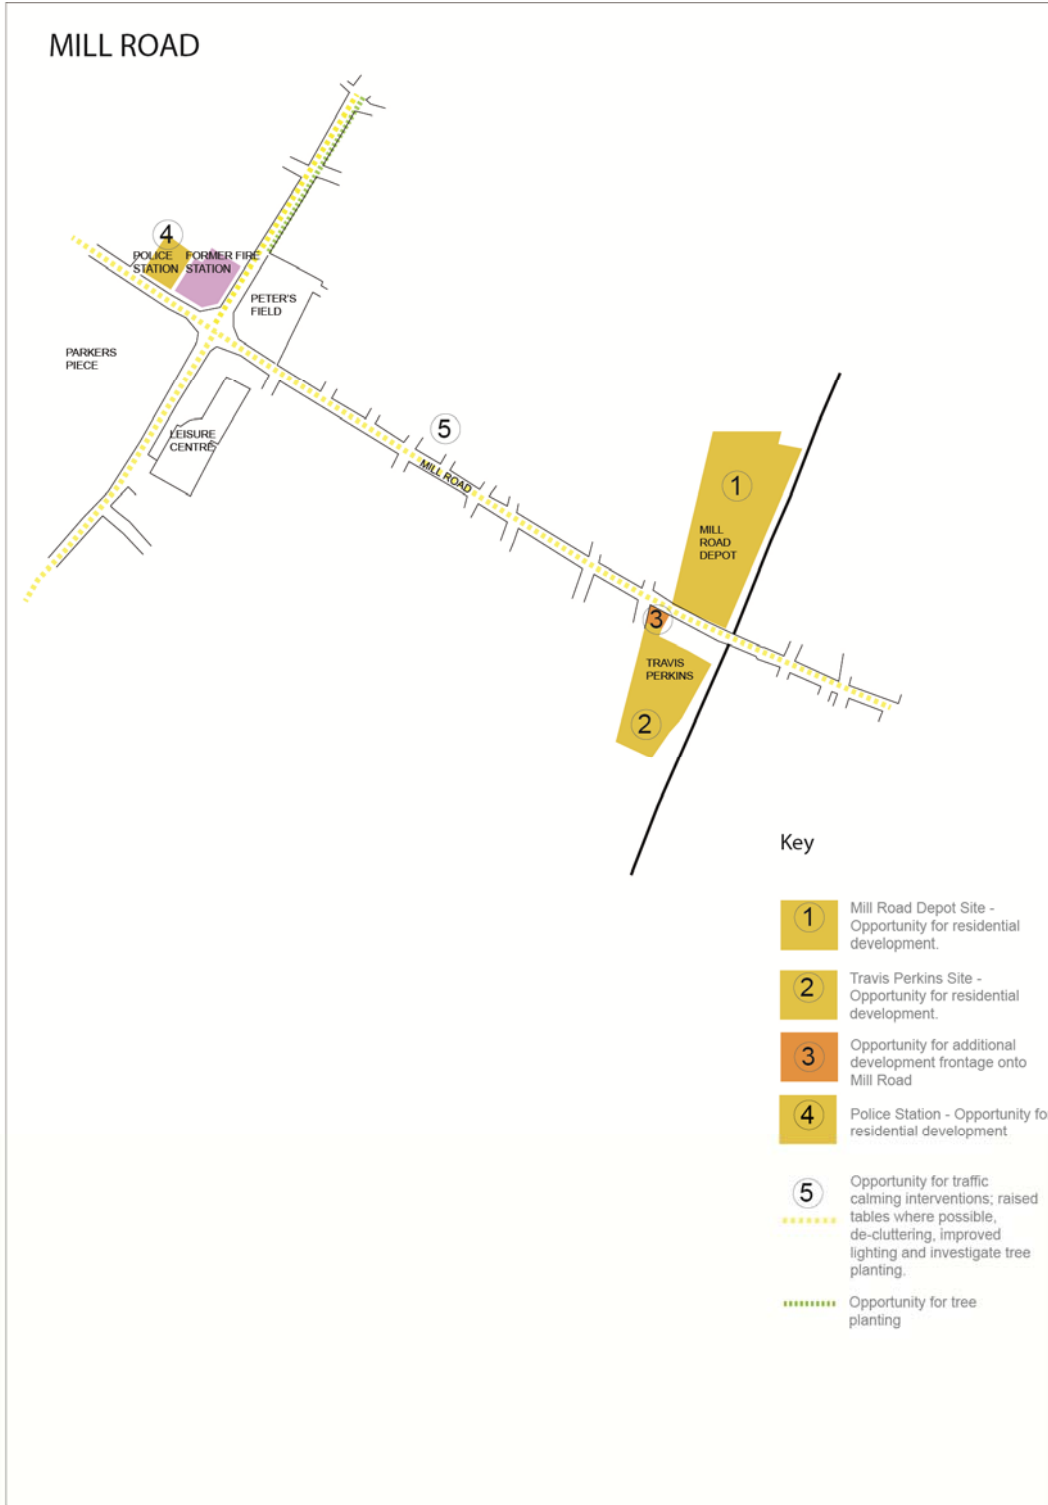 MILL ROAD
4
POLICE
STATION
FORMER FIRE
STATION
PETER'S
FIELD
PARKERS
PIECE
LEISURE
CENTRE
5
MILL ROAD
1
MILL
ROAD
DEPOT
3
TRAVIS
PERKINS
2
Key
1
Mill Road Depot Site -
Opportunity for residential
development.
2
Travis Perkins Site -
Opportunity for residential
development.
3
Opportunity for additional
development frontage onto
Mill Road
4
Police Station - Opportunity fo
residential development
5
Opportunity for traffic
calming interventions; raised
tables where possible,
de-cluttering, improved
lighting and investigate tree
planting.
Opportunity for tree
planting